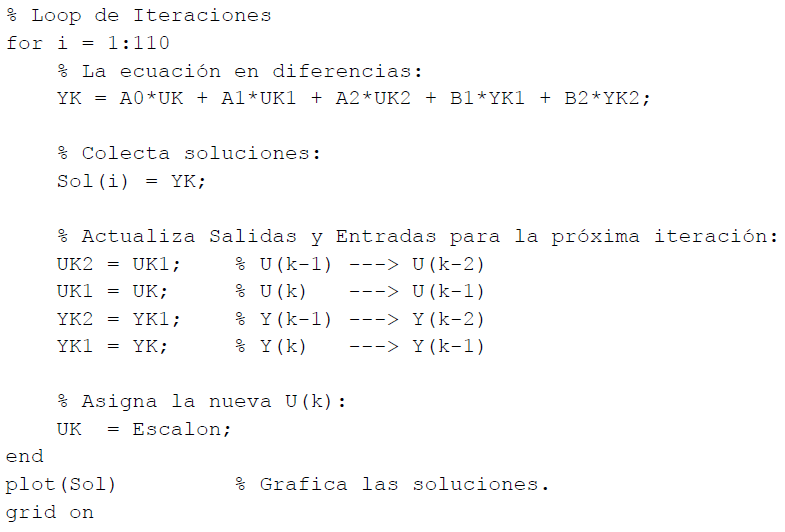 % Loop de Iteraciones
for i = 1:110
    % La ecuación en diferencias:
    YK = A0*UK + A1*UK1 + A2*UK2 + B1*YK1 + B2*YK2;

    % Colecta soluciones:
    Sol(i) = YK;

    % Actualiza Salidas y Entradas para la próxima iteración:
    UK2 = UK1;    % U(k-1) ---> U(k-2)
    UK1 = UK;     % U(k)   ---> U(k-1)
    YK2 = YK1;    % Y(k-1) ---> Y(k-2)
    YK1 = YK;     % Y(k)   ---> Y(k-1)

    % Asigna la nueva U(k):
    UK  = Escalon;
end
plot(Sol)         % Grafica las soluciones.
grid on